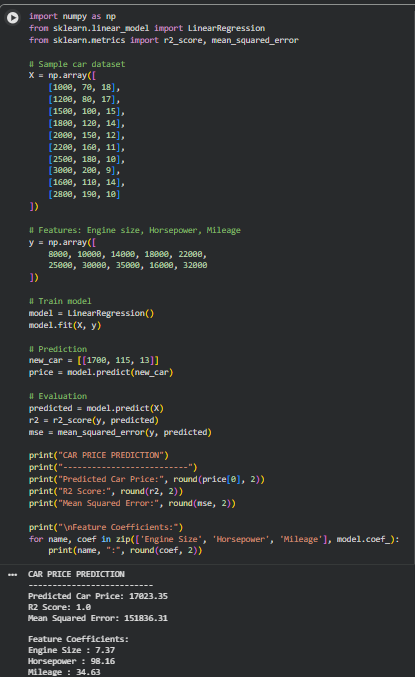 import numpy as np
from sklearn.linear_model import LinearRegression
from sklearn.metrics import r2_score, mean_squared_error

# Sample car dataset
X = np.array([
    [1000, 70, 18],
    [1200, 80, 17],
    [1500, 100, 15],
    [1800, 120, 14],
    [2000, 150, 12],
    [2200, 160, 11],
    [2500, 180, 10],
    [3000, 200, 9],
    [1600, 110, 14],
    [2800, 190, 10]
])

# Features: Engine size, Horsepower, Mileage
y = np.array([
    8000, 10000, 14000, 18000, 22000,
    25000, 30000, 35000, 16000, 32000
])

# Train model
model = LinearRegression()
model.fit(X, y)

# Prediction
new_car = [[1700, 115, 13]]
price = model.predict(new_car)

# Evaluation
predicted = model.predict(X)
r2 = r2_score(y, predicted)
mse = mean_squared_error(y, predicted)

print("CAR PRICE PREDICTION")
print("--------------------------")
print("Predicted Car Price:", round(price[0], 2))
print("R2 Score:", round(r2, 2))
print("Mean Squared Error:", round(mse, 2))

print("\nFeature Coefficients:")
for name, coef in zip(['Engine Size', 'Horsepower', 'Mileage'], model.coef_):
    print(name, ":", round(coef, 2))

CAR PRICE PREDICTION
--------------------------
Predicted Car Price: 17023.35
R2 Score: 1.0
Mean Squared Error: 151836.31

Feature Coefficients:
Engine Size : 7.37
Horsepower : 98.16
Mileage : 34.63